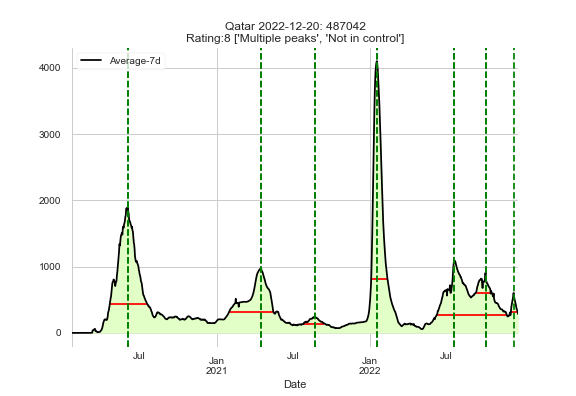 Qatar 2022-12-20: 487042
Rating:8 ['Multiple peaks', 'Not in control']
Average-7d
4000
3000
2000
1000
0
Jul
Jan
2021
Jul
Jan
2022
Jul
Date